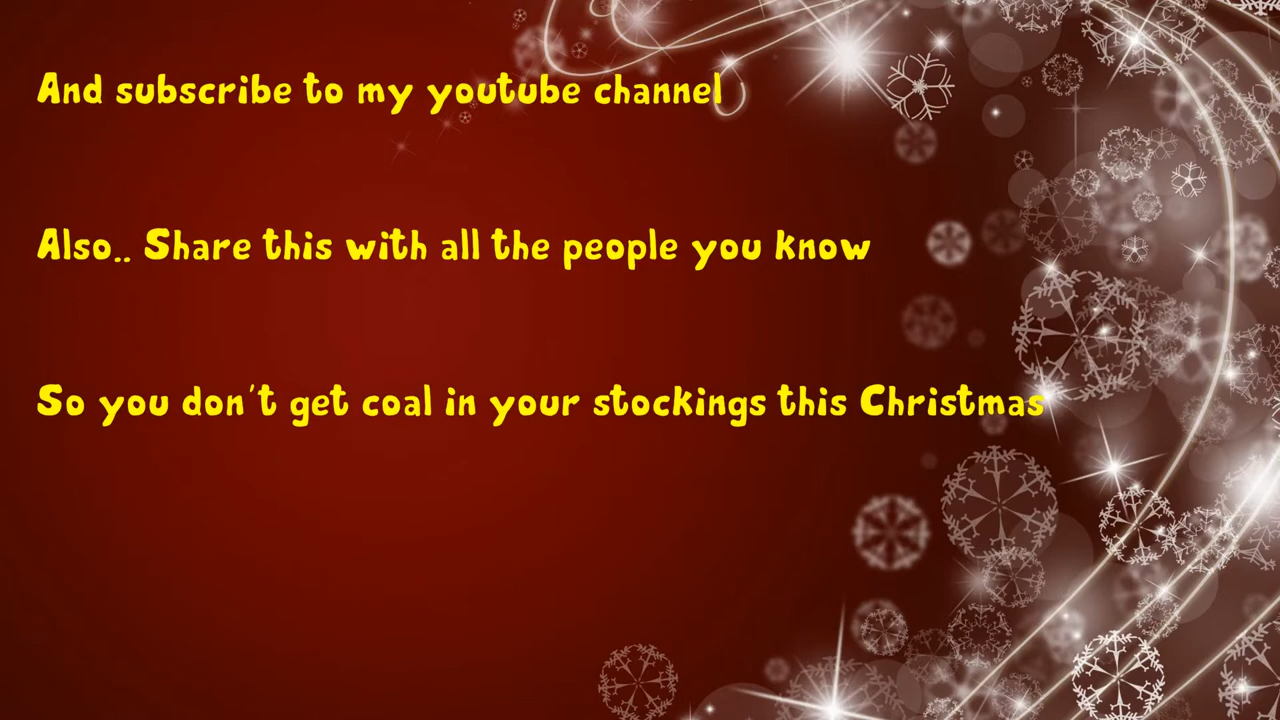 And subscribe to my youtube channel
Also.. Share this with all the people you know
So you don't get coal in your stockings this Christmas